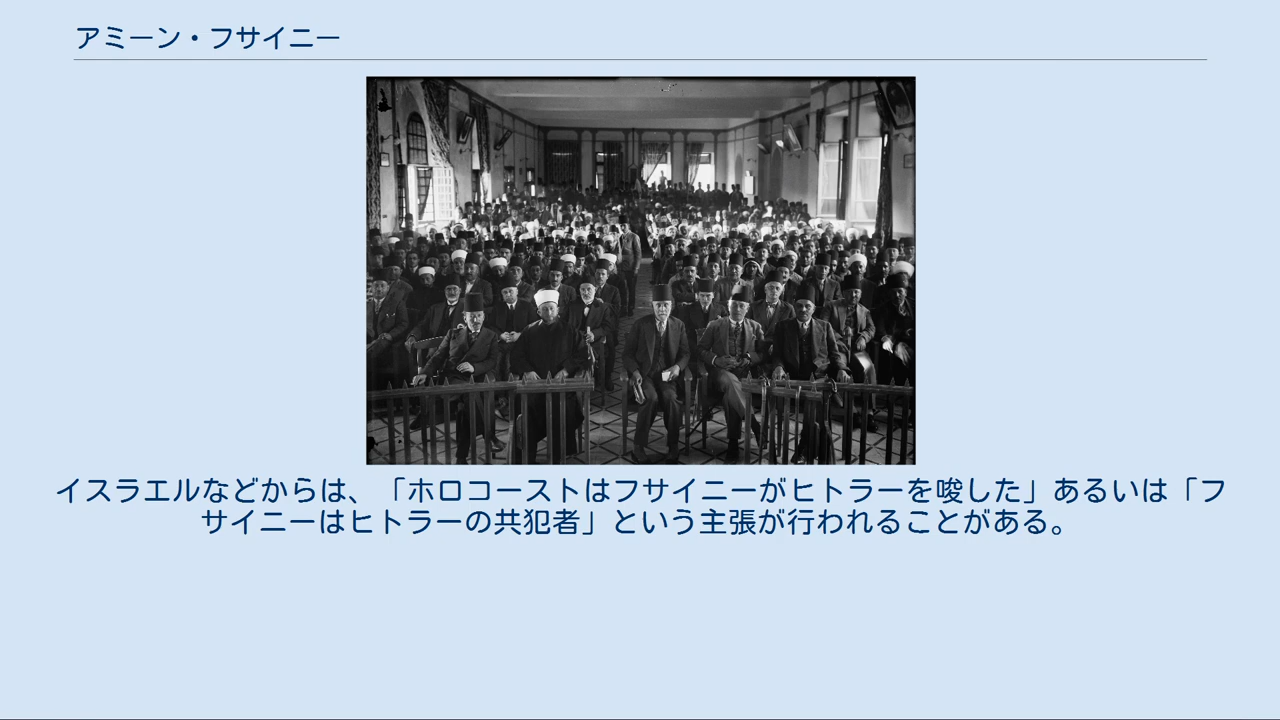 アミーン・フサイニー
イスラエルなどからは、「ホロコーストはフサイニーがヒトラーを唆した」あるいは「フ
サイニーはヒトラーの共犯者」という主張が行われることがある。